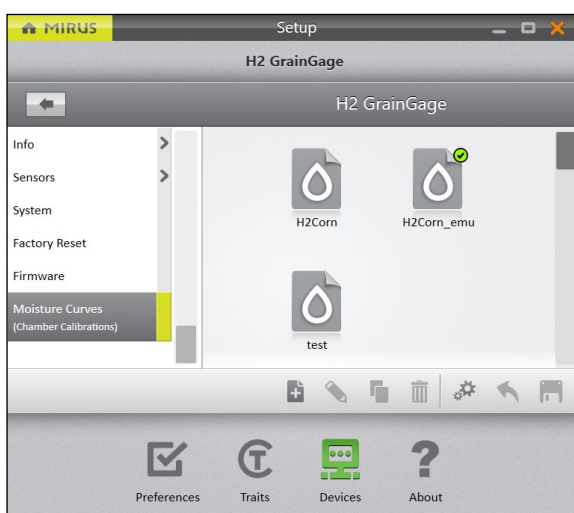 MIRUS
Setup
H2 GrainGage
H2 GrainGage
Info
Sensors
System
Factory Reset
Firmware
Moisture Curves
(Chamber Calibrations)
H2Corn
H2Corn_emu
test
Preferences
Traits
Devices
About